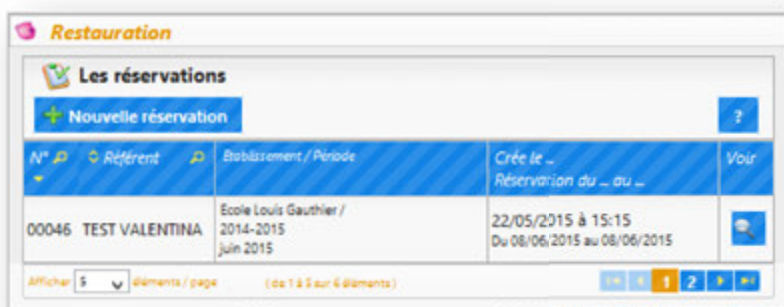 Restauration
Les réservations
Nouvelle réservation
?
N° Référent Etablissement / Période Crée le ... Voir
Réservation du ... au ...
00046 TEST VALENTINA Ecole Louis Gauthier / 22/05/2015 à 15:15
2014-2015 Du 08/06/2015 au 08/06/2015
juin 2015
Afficher 5 éléments / page (de 1 à 5 sur 6 éléments) 1 2